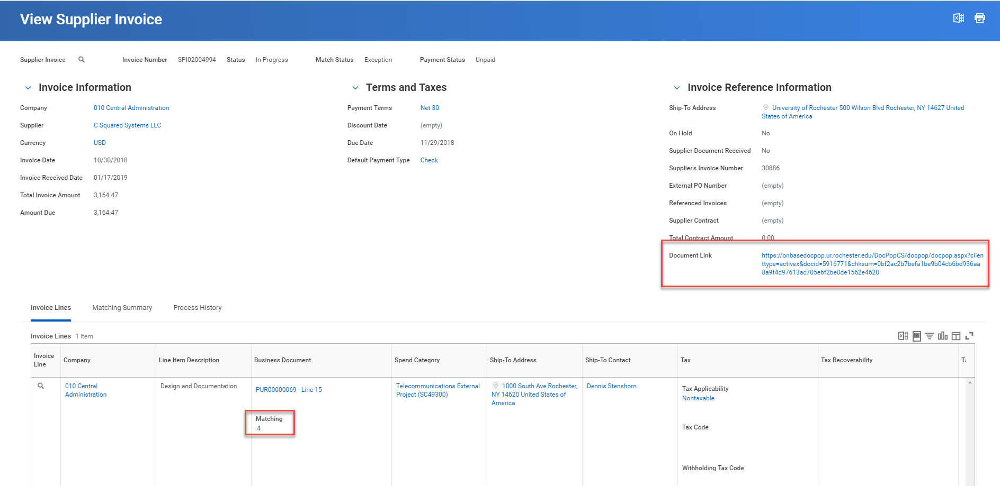 View Supplier Invoice
Supplier Invoice
Invoice Number SPI02004994 Status In Progress Match Status Exception Payment Status Unpaid
Invoice Information
Company 010 Central Administration
Supplier C Squared Systems LLC
Currency USD
Invoice Date 10/30/2018
Invoice Received Date 01/17/2019
Total Invoice Amount 3,164.47
Amount Due 3,164.47
Terms and Taxes
Payment Terms Net 30
Discount Date (empty)
Due Date 11/29/2018
Default Payment Type Check
Invoice Reference Information
Ship-To Address University of Rochester 500 Wilson Blvd Rochester, NY 14627 United
States of America
On Hold No
Supplier Document Received No
Supplier's Invoice Number 30886
External PO Number (empty)
Referenced Invoices (empty)
Supplier Contract (empty)
Total Contract Amount 0.00
Document Link https://onbasedocpop.ur.rochester.edu/DocPopCS/docpop/docpop.aspx?clien
ttype=activex&docid=5916771&chksum=0bf2ac2b7befa1be9b04cb6bd936aa
8a9f4d97613ac705e6f2be0de1562e4620
Invoice Lines Matching Summary Process History
Invoice Lines 1 item
Invoice
Line
Company
Line Item Description
Business Document
Spend Category
Ship-To Address
Ship-To Contact
Tax
Tax Recoverability
010 Central
Administration
Design and Documentation
PUR00000069 - Line 15
Matching
4
Telecommunications External
Project (SC49300)
1000 South Ave Rochester,
NY 14620 United States of
America
Dennis Stenshorn
Tax Applicability
Nontaxable
Tax Code
Withholding Tax Code